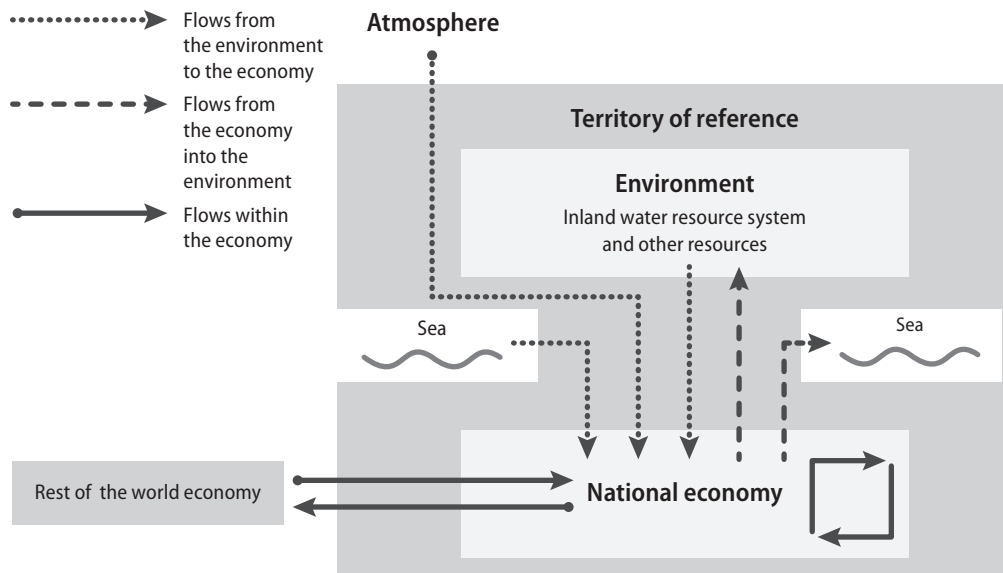 Flows from
the environment
to the economy
Flows from
the economy
into the
environment
Flows within
the economy
Atmosphere
Territory of reference
Environment
Inland water resource system
and other resources
Sea
Sea
Rest of the world economy
National economy